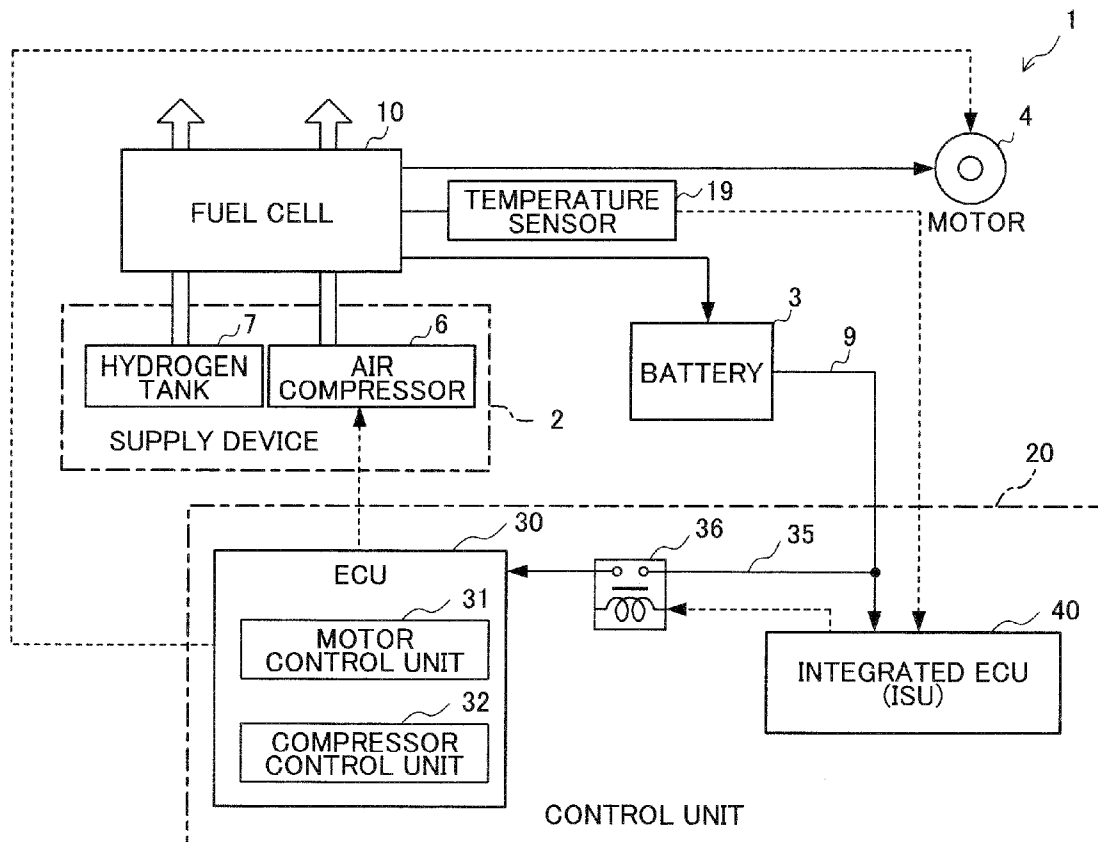 1
10
4
FUEL CELL
TEMPERATURE
SENSOR
19
MOTOR
7
6
3
9
HYDROGEN
TANK
AIR
COMPRESSOR
BATTERY
2
SUPPLY DEVICE
20
30
36
35
ECU
31
MOTOR
CONTROL UNIT
40
INTEGRATED ECU
(ISU)
32
COMPRESSOR
CONTROL UNIT
CONTROL UNIT